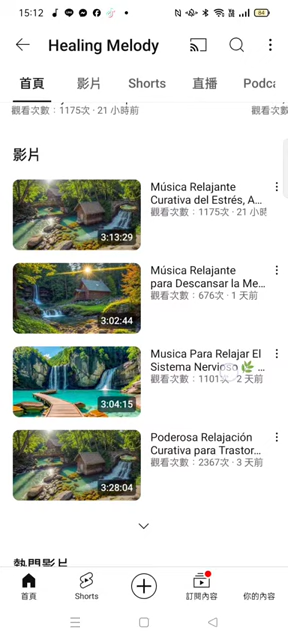 15:12
84
Healing Melody
首頁 影片 Shorts 直播 Podca
觀看次數：1175次 · 21 小時前
觀看次數
影片
3:13:29
Música Relajante
Curativa del Estrés, A…
觀看次數：1175次 · 21 小時
3:02:44
Música Relajante
para Descansar la Me…
觀看次數：676次 · 1 天前
3:04:15
Musica Para Relajar El
Sistema Nervioso 🌿 …
觀看次數：1101次 · 2 天前
3:28:04
Poderosa Relajación
Curativa para Trastor…
觀看次數：2367次 · 3 天前
熱門影片
首頁 Shorts 訂閱內容 你的內容